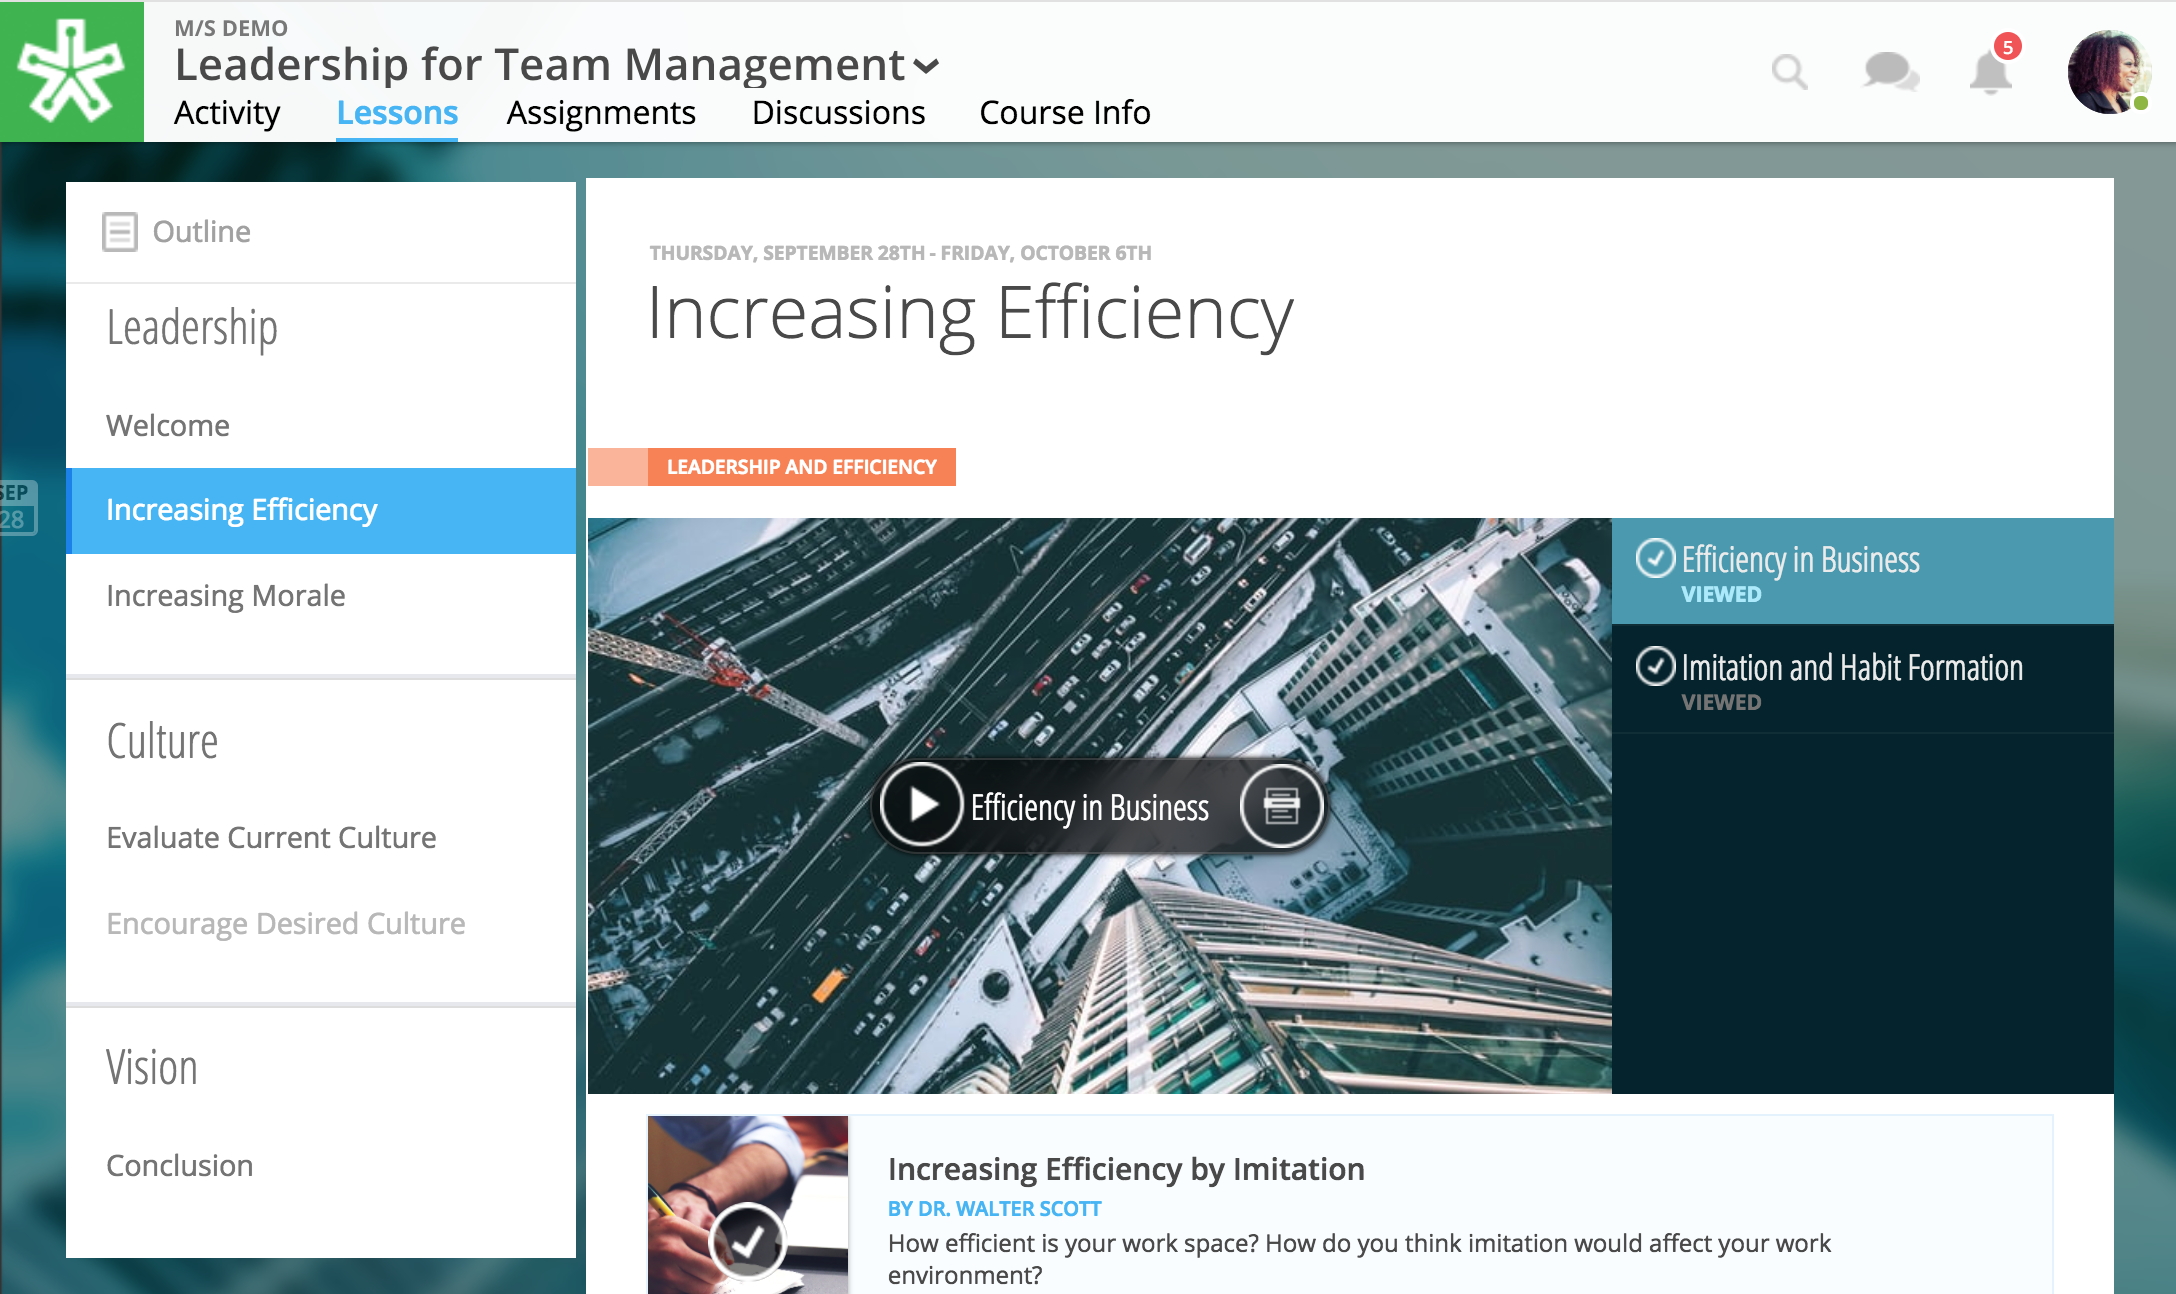 M/S DEMO
Leadership for Team Management
Activity
Lessons
Assignments
Discussions
Course Info
5
Outline
Leadership
Welcome
Increasing Efficiency
Increasing Morale
Culture
Evaluate Current Culture
Encourage Desired Culture
Vision
Conclusion
SEP
28
THURSDAY, SEPTEMBER 28TH - FRIDAY, OCTOBER 6TH
Increasing Efficiency
LEADERSHIP AND EFFICIENCY
Efficiency in Business
Efficiency in Business
VIEWED
Imitation and Habit Formation
VIEWED
Increasing Efficiency by Imitation
BY DR. WALTER SCOTT
How efficient is your work space? How do you think imitation would affect your work
environment?